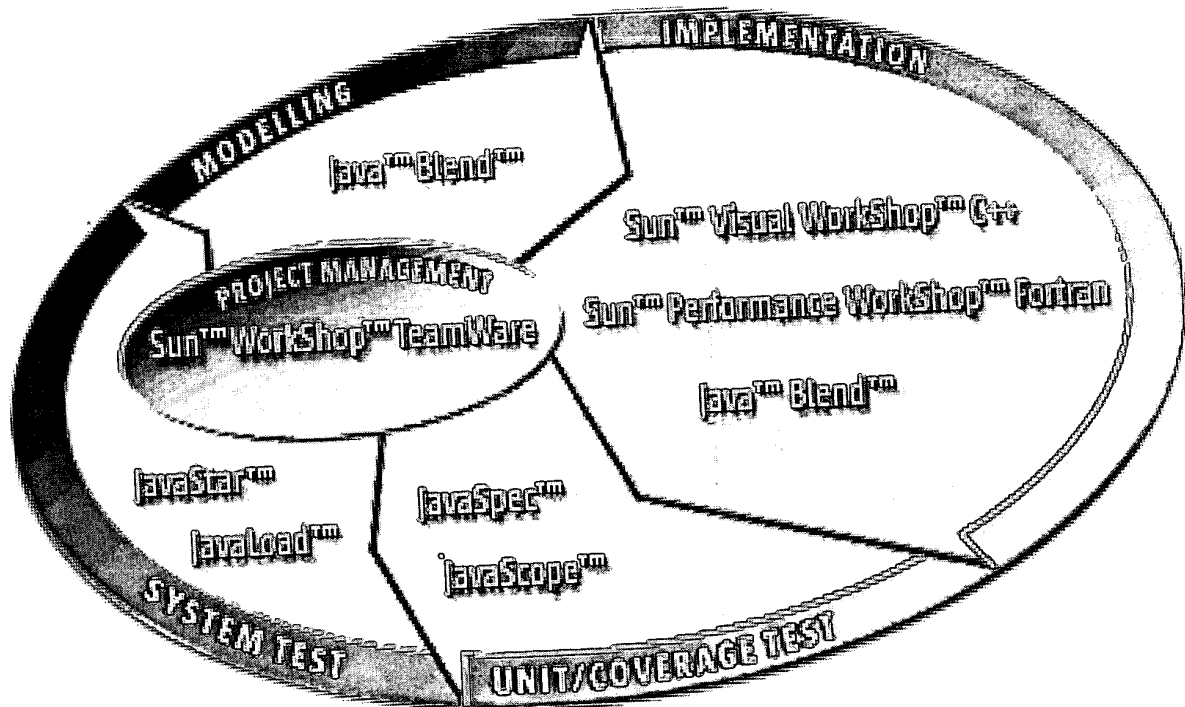 IMPLEMENTATION
MODELLING
Java™ Blend™
Sun™ Visual WorkShop™ C++
PROJECT MANAGEMENT
Sun™ WorkShop™ TeamWare
Sun™ Performance WorkShop™ Fortran
Java™ Blend™
JavaStar™
JavaLoad™
JavaSpec™
JavaScope™
SYSTEM TEST
UNIT/COVERAGE TEST